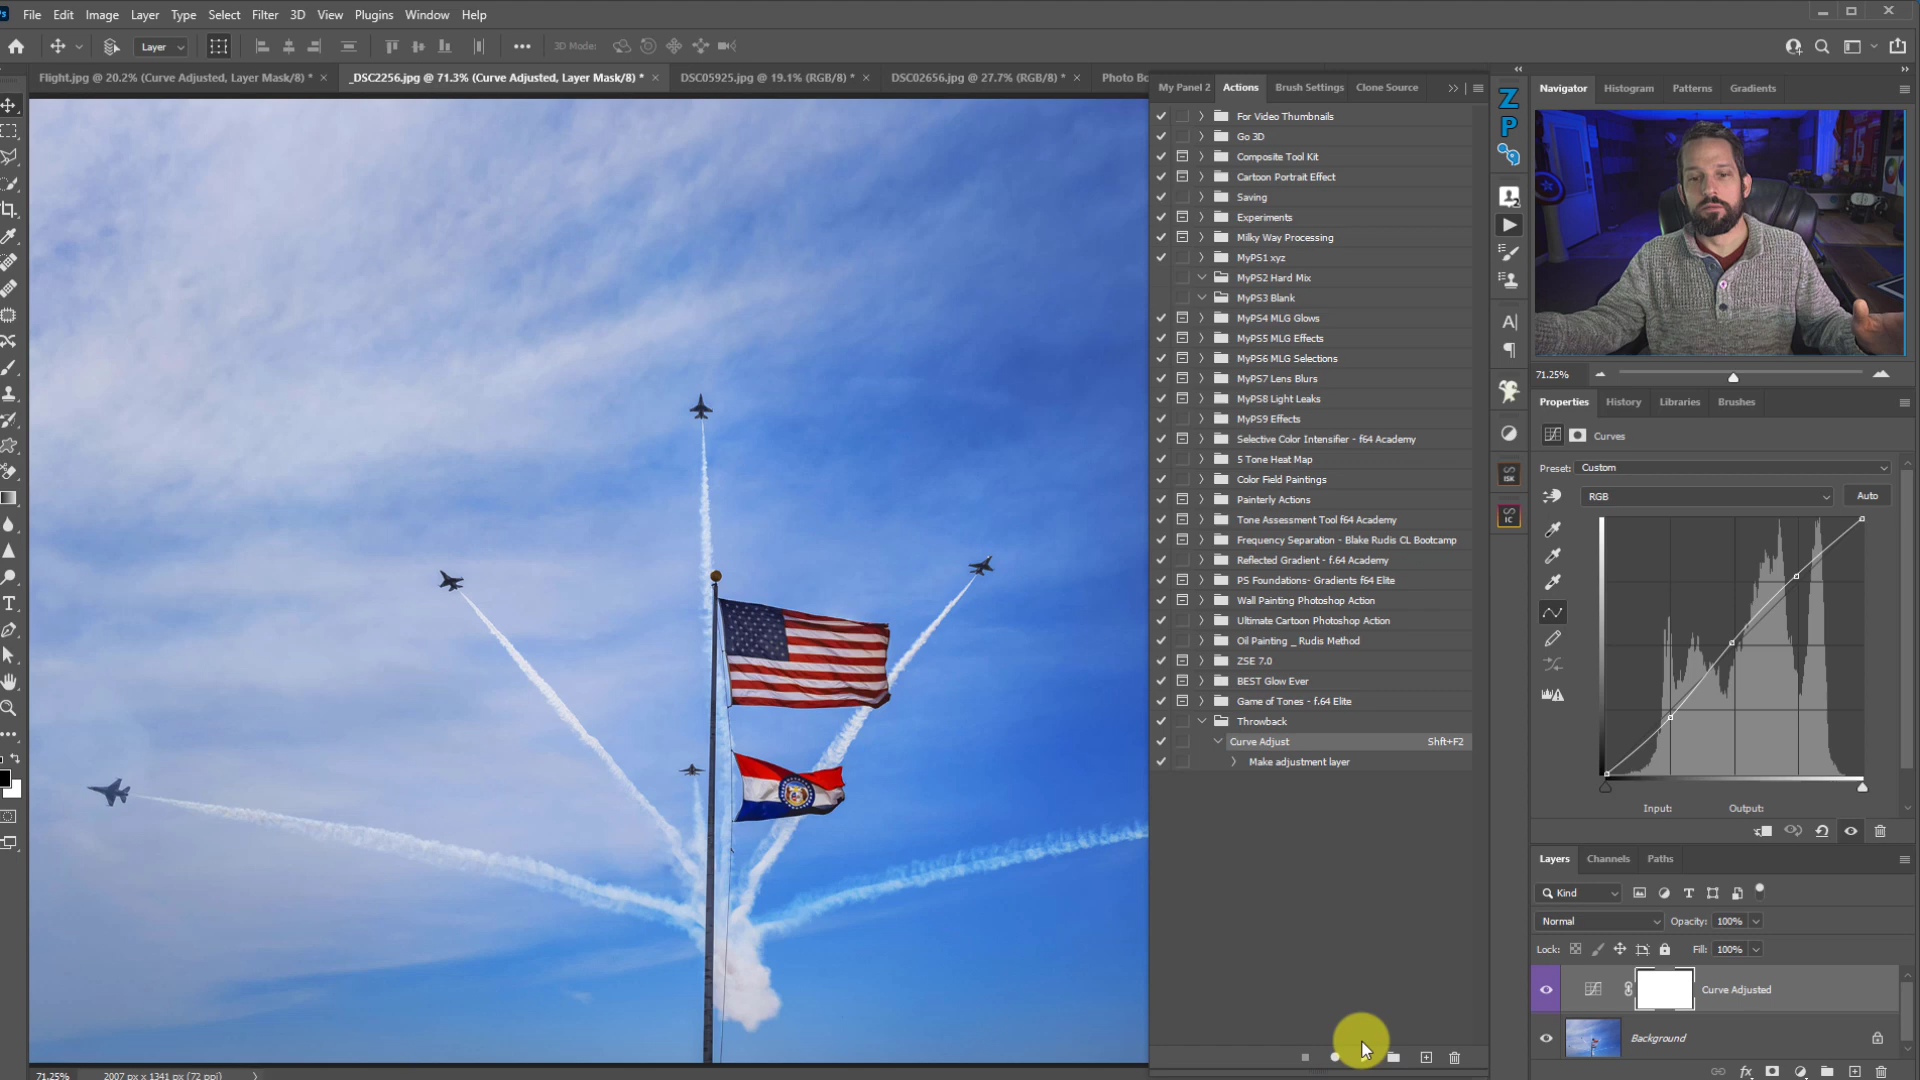 File Edit Image Layer Type Select Filter 3D View Plugins Window Help
Layer 3D Mode:
Flight.jpg @ 20.2% (Curve Adjusted, Layer Mask/8) * _DSC2256.jpg @ 71.3% (Curve Adjusted, Layer Mask/8) * DSC05925.jpg @ 19.1% (RGB/8) * DSC02656.jpg @ 27.7% (RGB/8) * Photo Bo
My Panel 2 Actions Brush Settings Clone Source
For Video Thumbnails
Go 3D
Composite Tool Kit
Cartoon Portrait Effect
Saving
Experiments
Milky Way Processing
MyPS1 xyz
MyPS2 Hard Mix
MyPS3 Blank
MyPS4 MLG Glows
MyPS5 MLG Effects
MyPS6 MLG Selections
MyPS7 Lens Blurs
MyPS8 Light Leaks
MyPS9 Effects
Selective Color Intensifier - f64 Academy
5 Tone Heat Map
Color Field Paintings
Painterly Actions
Tone Assessment Tool f64 Academy
Frequency Separation - Blake Rudis CL Bootcamp
Reflected Gradient - f.64 Academy
PS Foundations- Gradients f64 Elite
Wall Painting Photoshop Action
Ultimate Cartoon Photoshop Action
Oil Painting _ Rudis Method
ZSE 7.0
BEST Glow Ever
Game of Tones - f.64 Elite
Throwback
Curve Adjust Shft+F2
Make adjustment layer
Z
P
Navigator Histogram Patterns Gradients
71.25%
Properties History Libraries Brushes
Curves
Preset: Custom
RGB Auto
Input: Output:
Layers Channels Paths
Kind
Normal Opacity: 100%
Lock: Fill: 100%
Curve Adjusted
Background
fx
71.25% 2007 px x 1341 px (72 ppi)